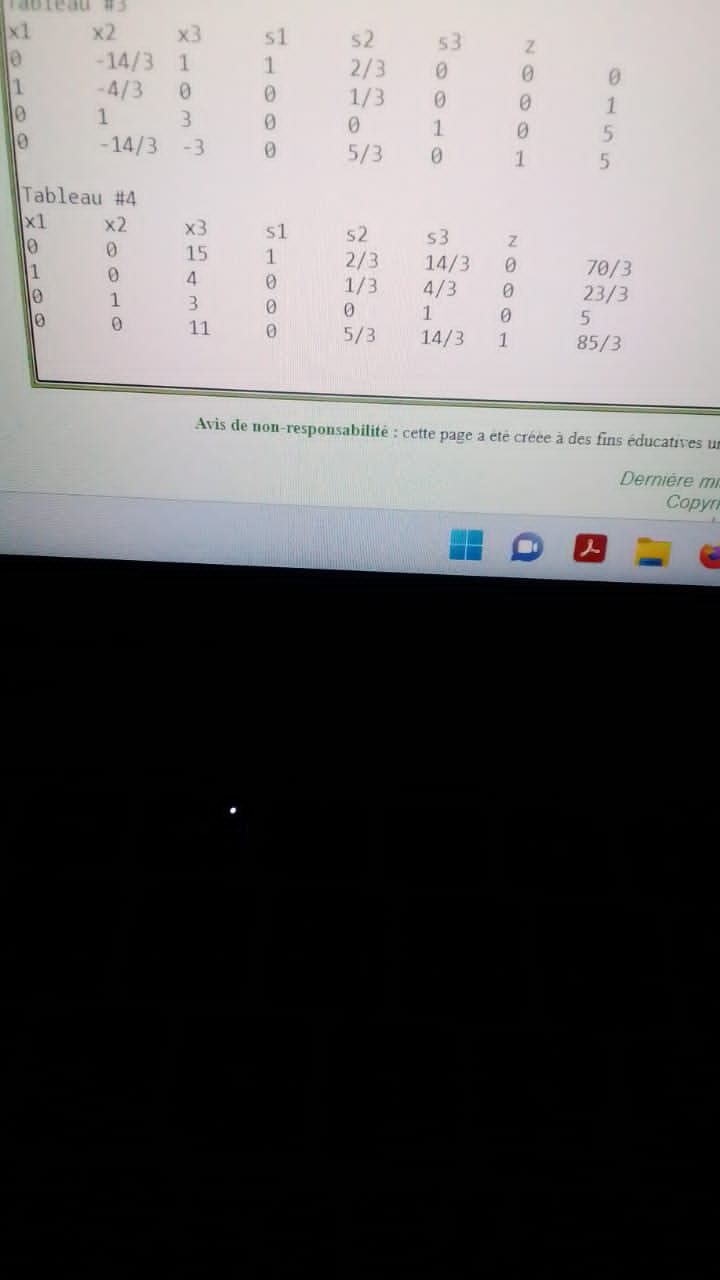 Tableau #3
x1 x2 x3 s1 s2 s3 z
0 -14/3 1 1 2/3 0 0 0
1 -4/3 0 0 1/3 0 0 1
0 1 3 0 0 1 0 5
0 -14/3 -3 0 5/3 0 1 5
Tableau #4
x1 x2 x3 s1 s2 s3 z
0 0 15 1 2/3 14/3 0 70/3
1 0 4 0 1/3 4/3 0 23/3
0 1 3 0 0 1 0 5
0 0 11 0 5/3 14/3 1 85/3
Avis de non-responsabilité : cette page a été créée à des fins éducatives
Dernière